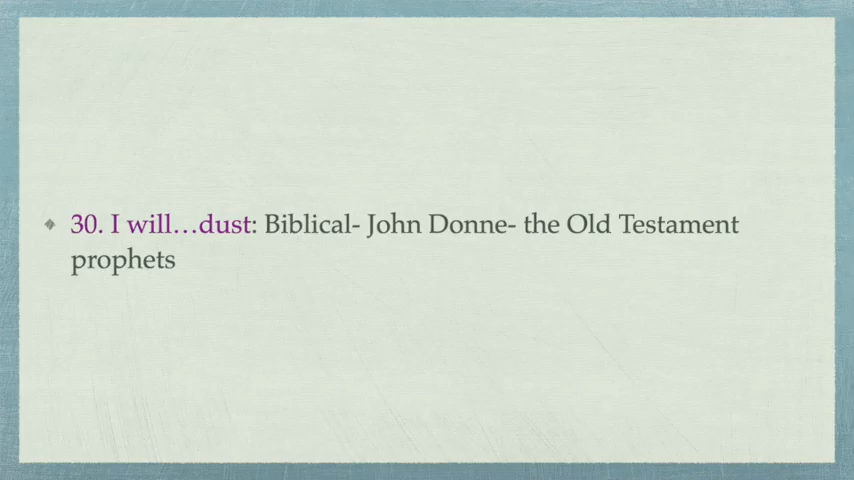 30. I will…dust: Biblical- John Donne- the Old Testament
prophets